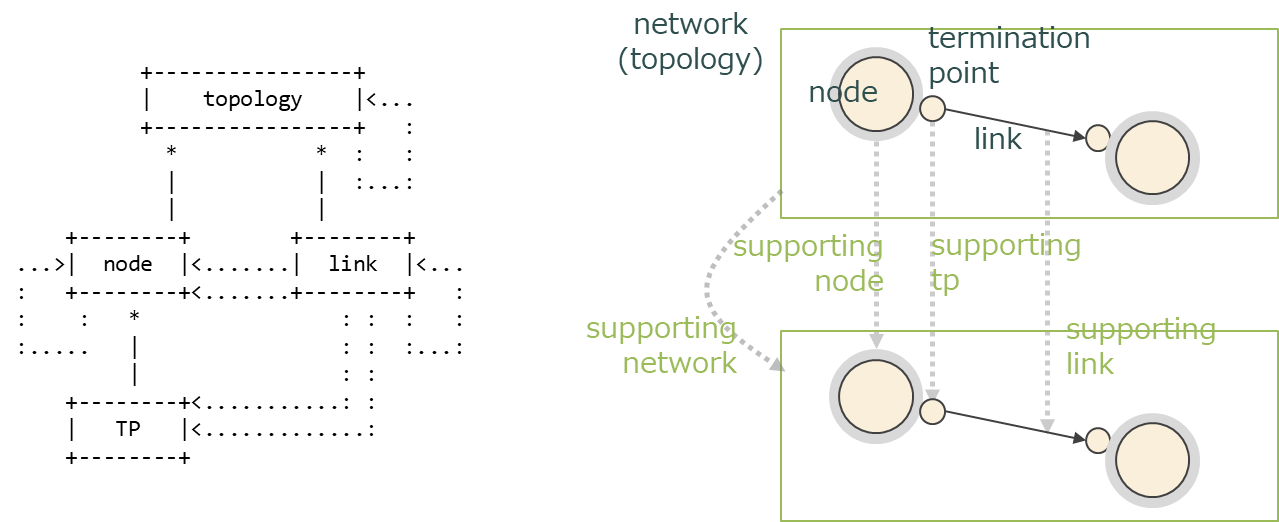 +----------------+
|    topology    |<...
+----------------+   :
*          *  :   :
|          |  :...:
|          |
+--------+       +--------+
...>|  node  |<.......|  link  |<...
:   +--------+<.......+--------+   :
:    :   *              : :  :   :
:.....   |              : :  :...:
|              : :
+--------+<...........: :
|   TP   |<.............:
+--------+
network
(topology)
node
termination
point
link
supporting
node
supporting
tp
supporting
network
supporting
link